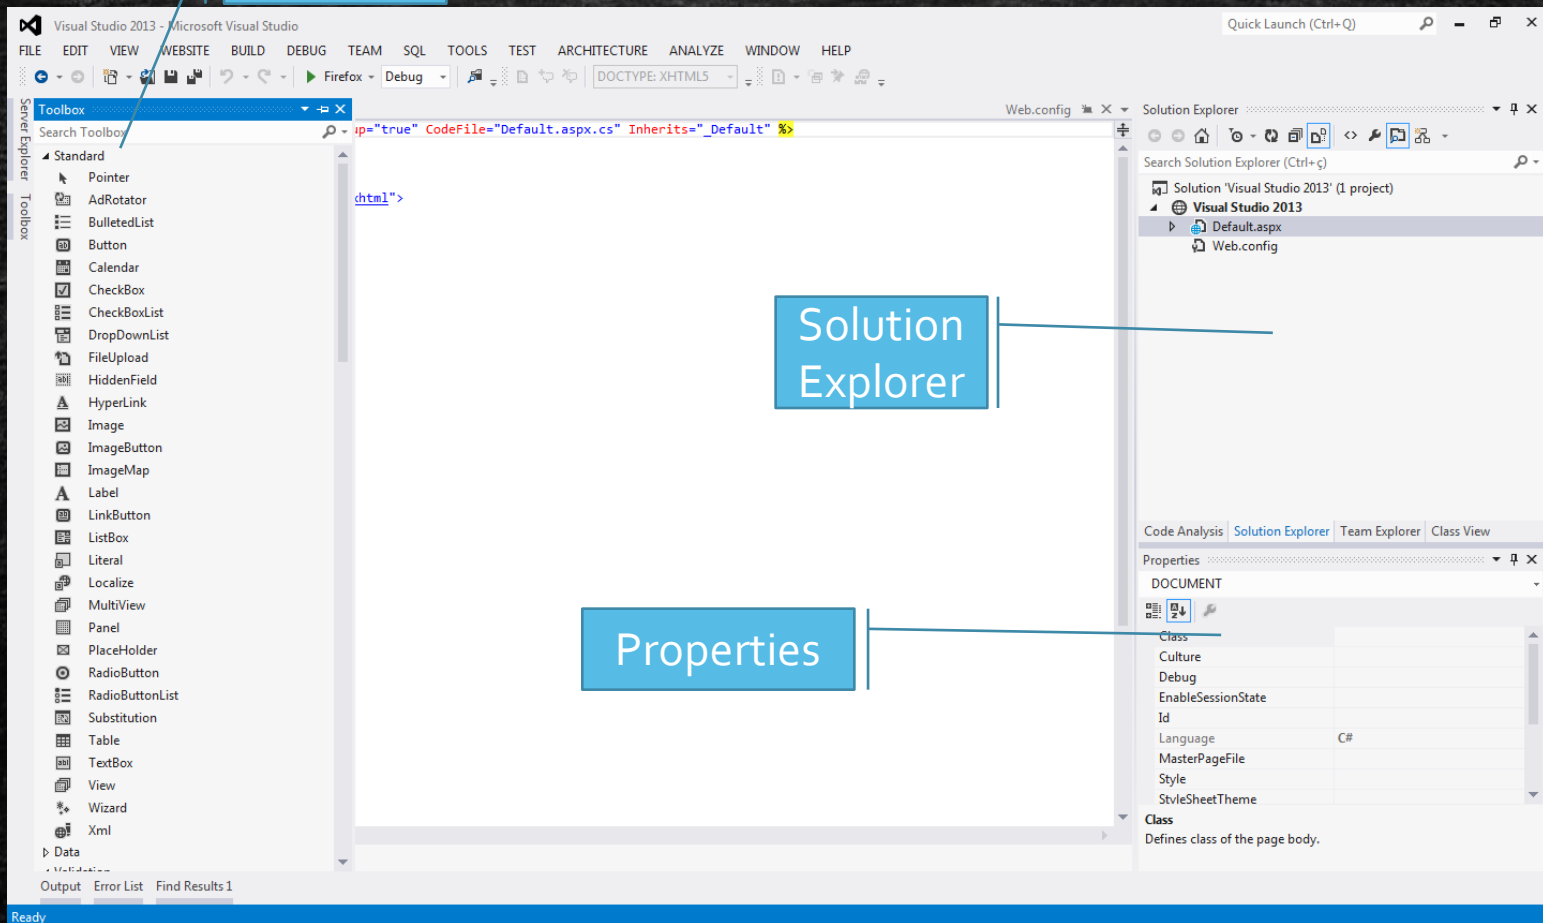 Visual Studio 2013 - Microsoft Visual Studio
Quick Launch (Ctrl+Q)
FILE EDIT VIEW WEBSITE BUILD DEBUG TEAM SQL TOOLS TEST ARCHITECTURE ANALYZE WINDOW HELP
Firefox Debug DOCTYPE: XHTML5
Server Explorer
Toolbox
Toolbox
Search Toolbox
Standard
Pointer
AdRotator
BulletedList
Button
Calendar
CheckBox
CheckBoxList
DropDownList
FileUpload
HiddenField
HyperLink
Image
ImageButton
ImageMap
Label
LinkButton
ListBox
Literal
Localize
MultiView
Panel
PlaceHolder
RadioButton
RadioButtonList
Substitution
Table
TextBox
View
Wizard
Xml
Data
Web.config
up="true" CodeFile="Default.aspx.cs" Inherits="_Default" %>
xhtml">
Solution
Explorer
Properties
Solution Explorer
Search Solution Explorer (Ctrl+ç)
Solution 'Visual Studio 2013' (1 project)
Visual Studio 2013
Default.aspx
Web.config
Code Analysis Solution Explorer Team Explorer Class View
Properties
DOCUMENT
Class
Culture
Debug
EnableSessionState
Id
Language C#
MasterPageFile
Style
StyleSheetTheme
Class
Defines class of the page body.
Output Error List Find Results 1
Ready